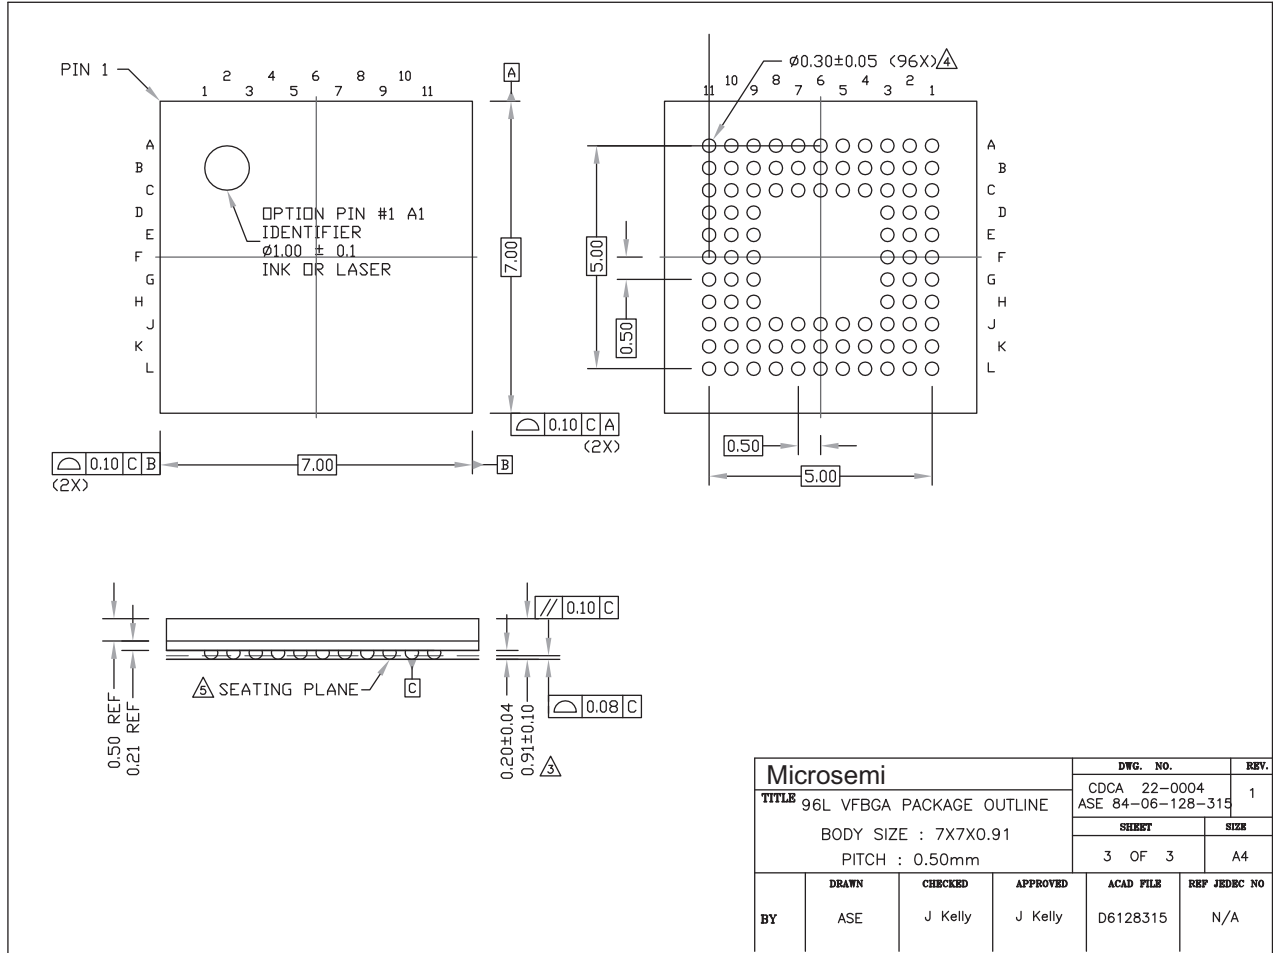 PIN 1
2 4 6 8 10
1 3 5 7 9 11
A
B
C
D
E
F
G
H
J
K
L
OPTION PIN #1 A1
IDENTIFIER
ø1.00 ± 0.1
INK OR LASER
A
7.00
0.10 C A
(2X)
0.10 C B
(2X)
7.00
B
ø0.30±0.05 (96X) 4
10 8 6 4 2
11 9 7 5 3 1
A
B
C
D
E
F
G
H
J
K
L
5.00
0.50
0.50
5.00
// 0.10 C
5 SEATING PLANE
C
0.08 C
0.50 REF
0.21 REF
0.20±0.04
0.91±0.10
3
Microsemi
TITLE 96L VFBGA PACKAGE OUTLINE
BODY SIZE : 7X7X0.91
PITCH : 0.50mm
DWG. NO. REV.
CDCA 22-0004
ASE 84-06-128-315
1
SHEET SIZE
3 OF 3 A4
DRAWN CHECKED APPROVED ACAD FILE REF JEDEC NO
BY ASE J Kelly J Kelly D6128315 N/A